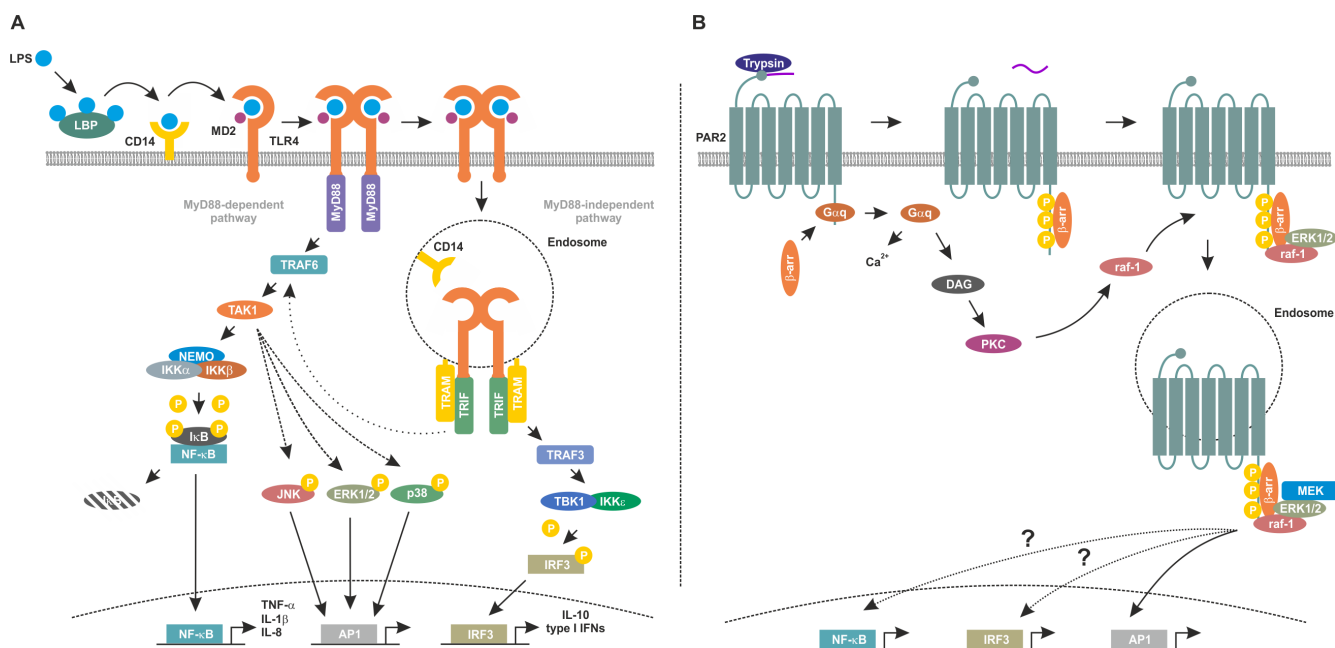 A
LPS
LBP
CD14
MD2
TLR4
MyD88
MyD88
MyD88-dependent
pathway
MyD88-independent
pathway
Endosome
CD14
TRAF6
TAK1
NEMO
IKKα
IKKβ
P
P
P
P
IκB
NF-κB
TRAM
TRIF
TRIF
TRAM
TRAF3
JNK
P
ERK1/2
P
p38
P
TBK1
IKKε
P
P
IRF3
NF-κB
TNF-α
IL-1β
IL-8
AP1
IRF3
IL-10
type I IFNs
B
Trypsin
PAR2
Gαq
Gαq
β-arr
Ca²⁺
DAG
PKC
raf-1
P
P
P
β-arr
P
P
P
β-arr
ERK1/2
raf-1
Endosome
P
P
P
β-arr
MEK
ERK1/2
raf-1
?
?
NF-κB
IRF3
AP1